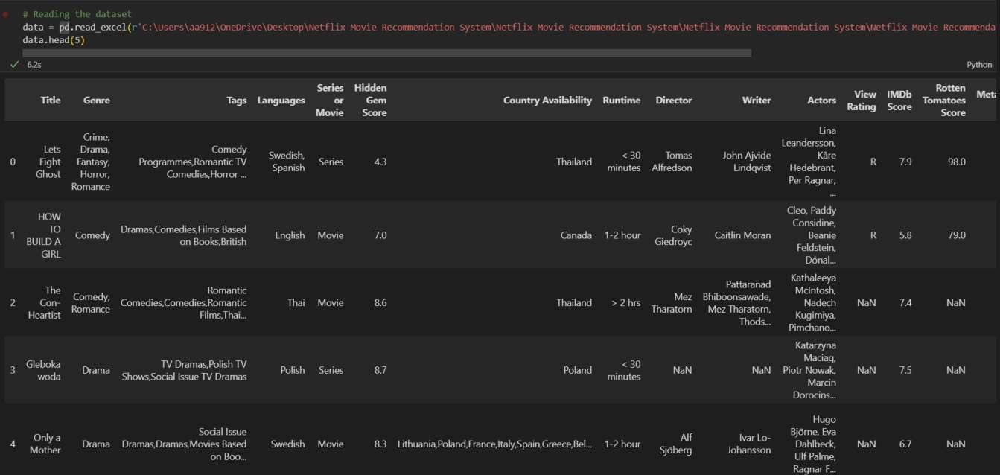 # Reading the dataset
data = pd.read_excel(r'C:\Users\aa912\OneDrive\Desktop\Netflix Movie Recommendation System\Netflix Movie Recommendation System\Netflix Movie Recommendation System\Netflix Movie Recommenda
data.head(5)
6.2s Python
Title Genre Tags Languages Series or Movie Hidden Gem Score Country Availability Runtime Director Writer Actors View Rating IMDb Score Rotten Tomatoes Score Meta
0 Lets Fight Ghost Crime, Drama, Fantasy, Horror, Romance Comedy Programmes,Romantic TV Comedies,Horror ... Swedish, Spanish Series 4.3 Thailand < 30 minutes Tomas Alfredson John Ajvide Lindqvist Lina Leandersson, Kåre Hedebrant, Per Ragnar, ... R 7.9 98.0
1 HOW TO BUILD A GIRL Comedy Dramas,Comedies,Films Based on Books,British English Movie 7.0 Canada 1-2 hour Coky Giedroyc Caitlin Moran Cleo, Paddy Considine, Beanie Feldstein, Dónal... R 5.8 79.0
2 The Con-Heartist Comedy, Romance Romantic Comedies,Comedies,Romantic Films,Thai... Thai Movie 8.6 Thailand > 2 hrs Mez Tharatorn Pattaranad Bhiboonsawade, Mez Tharatorn, Thods... Kathaleeya McIntosh, Nadech Kugimiya, Pimchano... NaN 7.4 NaN
3 Gleboka woda Drama TV Dramas,Polish TV Shows,Social Issue TV Dramas Polish Series 8.7 Poland < 30 minutes NaN NaN Katarzyna Maciag, Piotr Nowak, Marcin Dorocins... NaN 7.5 NaN
4 Only a Mother Drama Social Issue Dramas,Dramas,Movies Based on Boo... Swedish Movie 8.3 Lithuania,Poland,France,Italy,Spain,Greece,Bel... 1-2 hour Alf Sjöberg Ivar Lo-Johansson Hugo Björne, Eva Dahlbeck, Ulf Palme, Ragnar F... NaN 6.7 NaN